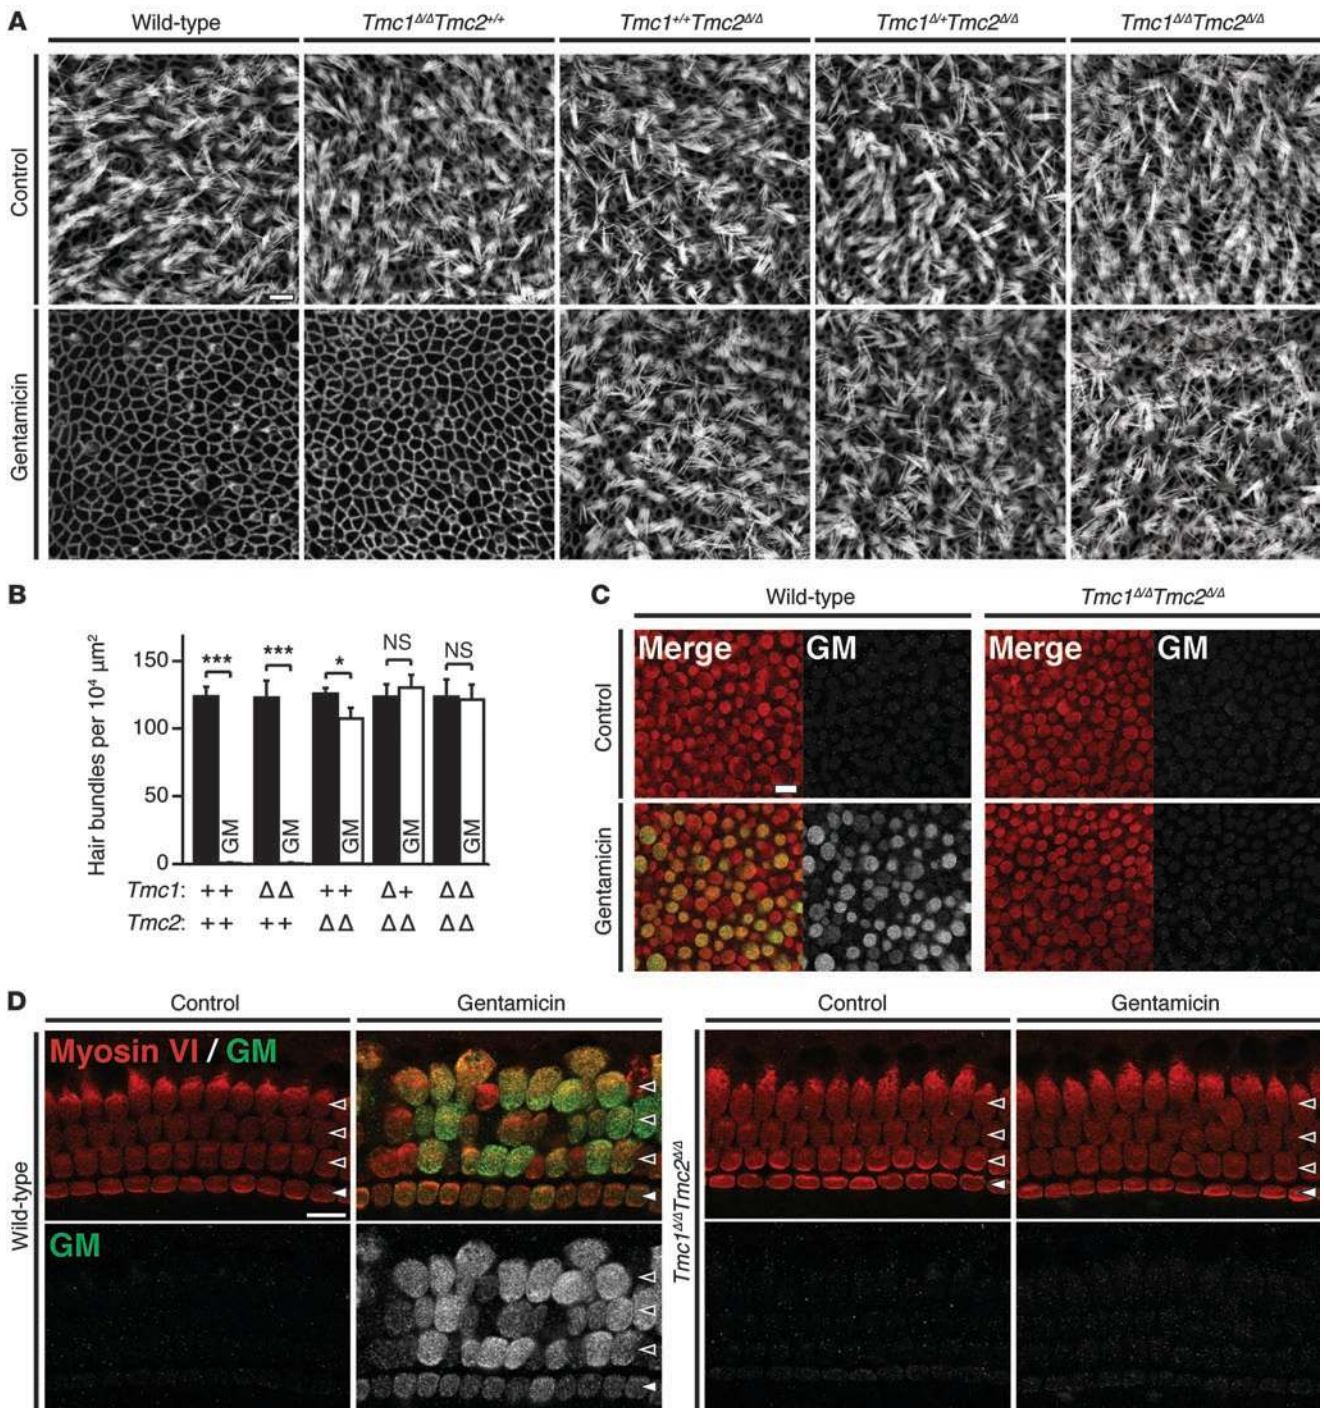 A
Wild-type Tmc1Δ/ΔTmc2+/+ Tmc1+/+Tmc2Δ/Δ Tmc1Δ/+Tmc2Δ/Δ Tmc1Δ/ΔTmc2Δ/Δ
Control
Gentamicin
B
Hair bundles per 10⁴ µm²
150
100
50
0
*** *** * NS NS
GM GM GM GM GM
Tmc1: ++ ΔΔ ++ Δ+ ΔΔ
Tmc2: ++ ++ ΔΔ ΔΔ ΔΔ
C
Wild-type Tmc1Δ/ΔTmc2Δ/Δ
Control
Merge GM Merge GM
Gentamicin
D
Control Gentamicin Control Gentamicin
Wild-type
Myosin VI / GM
GM
Tmc1Δ/ΔTmc2Δ/Δ